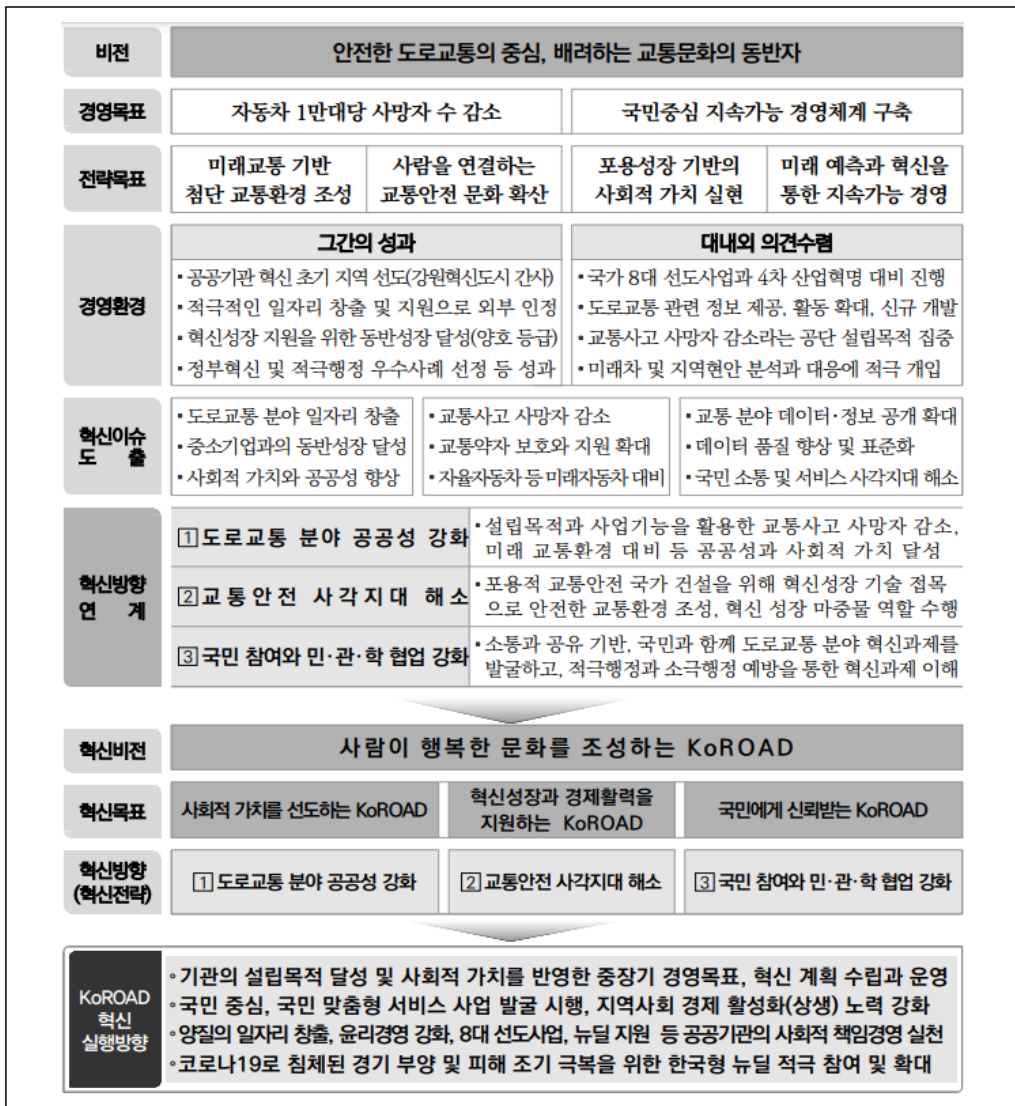 비전
안전한 도로교통의 중심, 배려하는 교통문화의 동반자
경영목표
자동차 1만대당 사망자 수 감소
국민중심 지속가능 경영체계 구축
전략목표
미래교통 기반
첨단 교통환경 조성
사람을 연결하는
교통안전 문화 확산
포용성장 기반의
사회적 가치 실현
미래 예측과 혁신을
통한 지속가능 경영
경영환경
그간의 성과
▪공공기관 혁신 초기 지역 선도(강원혁신도시 간사)
▪적극적인 일자리 창출 및 지원으로 외부 인정
▪혁신성장 지원을 위한 동반성장 달성(양호 등급)
▪정부혁신 및 적극행정 우수사례 선정 등 성과
대내외 의견수렴
▪국가 8대 선도사업과 4차 산업혁명 대비 진행
▪도로교통 관련 정보 제공, 활동 확대, 신규 개발
▪교통사고 사망자 감소라는 공단 설립목적 집중
▪미래차 및 지역현안 분석과 대응에 적극 개입
혁신이슈
도 출
▪도로교통 분야 일자리 창출
▪중소기업과의 동반성장 달성
▪사회적 가치와 공공성 향상
▪교통사고 사망자 감소
▪교통약자 보호와 지원 확대
▪자율자동차 등 미래자동차 대비
▪교통 분야 데이터·정보 공개 확대
▪데이터 품질 향상 및 표준화
▪국민 소통 및 서비스 사각지대 해소
혁신방향
연 계
1 도로교통 분야 공공성 강화
▪설립목적과 사업기능을 활용한 교통사고 사망자 감소,
미래 교통환경 대비 등 공공성과 사회적 가치 달성
2 교통안전 사각지대 해소
▪포용적 교통안전 국가 건설을 위해 혁신성장 기술 접목
으로 안전한 교통환경 조성, 혁신 성장 마중물 역할 수행
3 국민 참여와 민·관·학 협업 강화
▪소통과 공유 기반, 국민과 함께 도로교통 분야 혁신과제를
발굴하고, 적극행정과 소극행정 예방을 통한 혁신과제 이해
혁신비전
사람이 행복한 문화를 조성하는 KoROAD
혁신목표
사회적 가치를 선도하는 KoROAD
혁신성장과 경제활력을
지원하는 KoROAD
국민에게 신뢰받는 KoROAD
혁신방향
(혁신전략)
1 도로교통 분야 공공성 강화
2 교통안전 사각지대 해소
3 국민 참여와 민·관·학 협업 강화
KoROAD
혁신
실행방향
◦기관의 설립목적 달성 및 사회적 가치를 반영한 중장기 경영목표, 혁신 계획 수립과 운영
◦국민 중심, 국민 맞춤형 서비스 사업 발굴 시행, 지역사회 경제 활성화(상생) 노력 강화
◦양질의 일자리 창출, 윤리경영 강화, 8대 선도사업, 뉴딜 지원 등 공공기관의 사회적 책임경영 실천
◦코로나19로 침체된 경기 부양 및 피해 조기 극복을 위한 한국형 뉴딜 적극 참여 및 확대